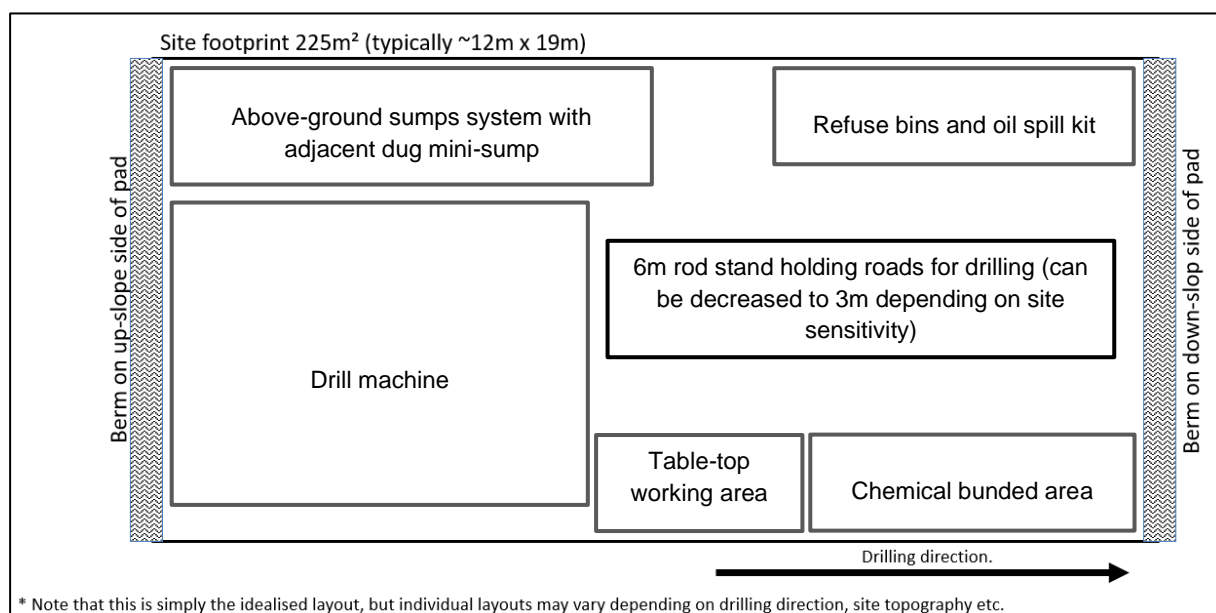 Site footprint 225m² (typically ~12m x 19m)
Berm on up-slope side of pad
Above-ground sumps system with
adjacent dug mini-sump
Refuse bins and oil spill kit
Berm on down-slop side of pad
6m rod stand holding roads for drilling (can
be decreased to 3m depending on site
sensitivity)
Drill machine
Table-top
working area
Chemical bunded area
Drilling direction.
* Note that this is simply the idealised layout, but individual layouts may vary depending on drilling direction, site topography etc.